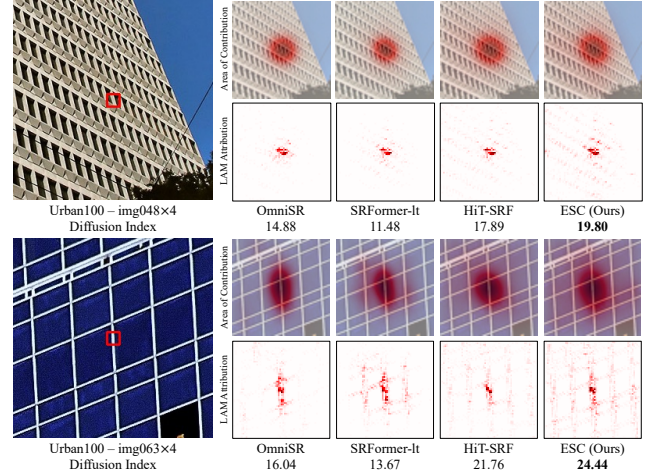 Area of Contribution
LAM Attribution
Urban100 – img048×4
Diffusion Index
OmniSR
14.88
SRFormer-lt
11.48
HiT-SRF
17.89
ESC (Ours)
19.80
Area of Contribution
LAM Attribution
Urban100 – img063×4
Diffusion Index
OmniSR
16.04
SRFormer-lt
13.67
HiT-SRF
21.76
ESC (Ours)
24.44